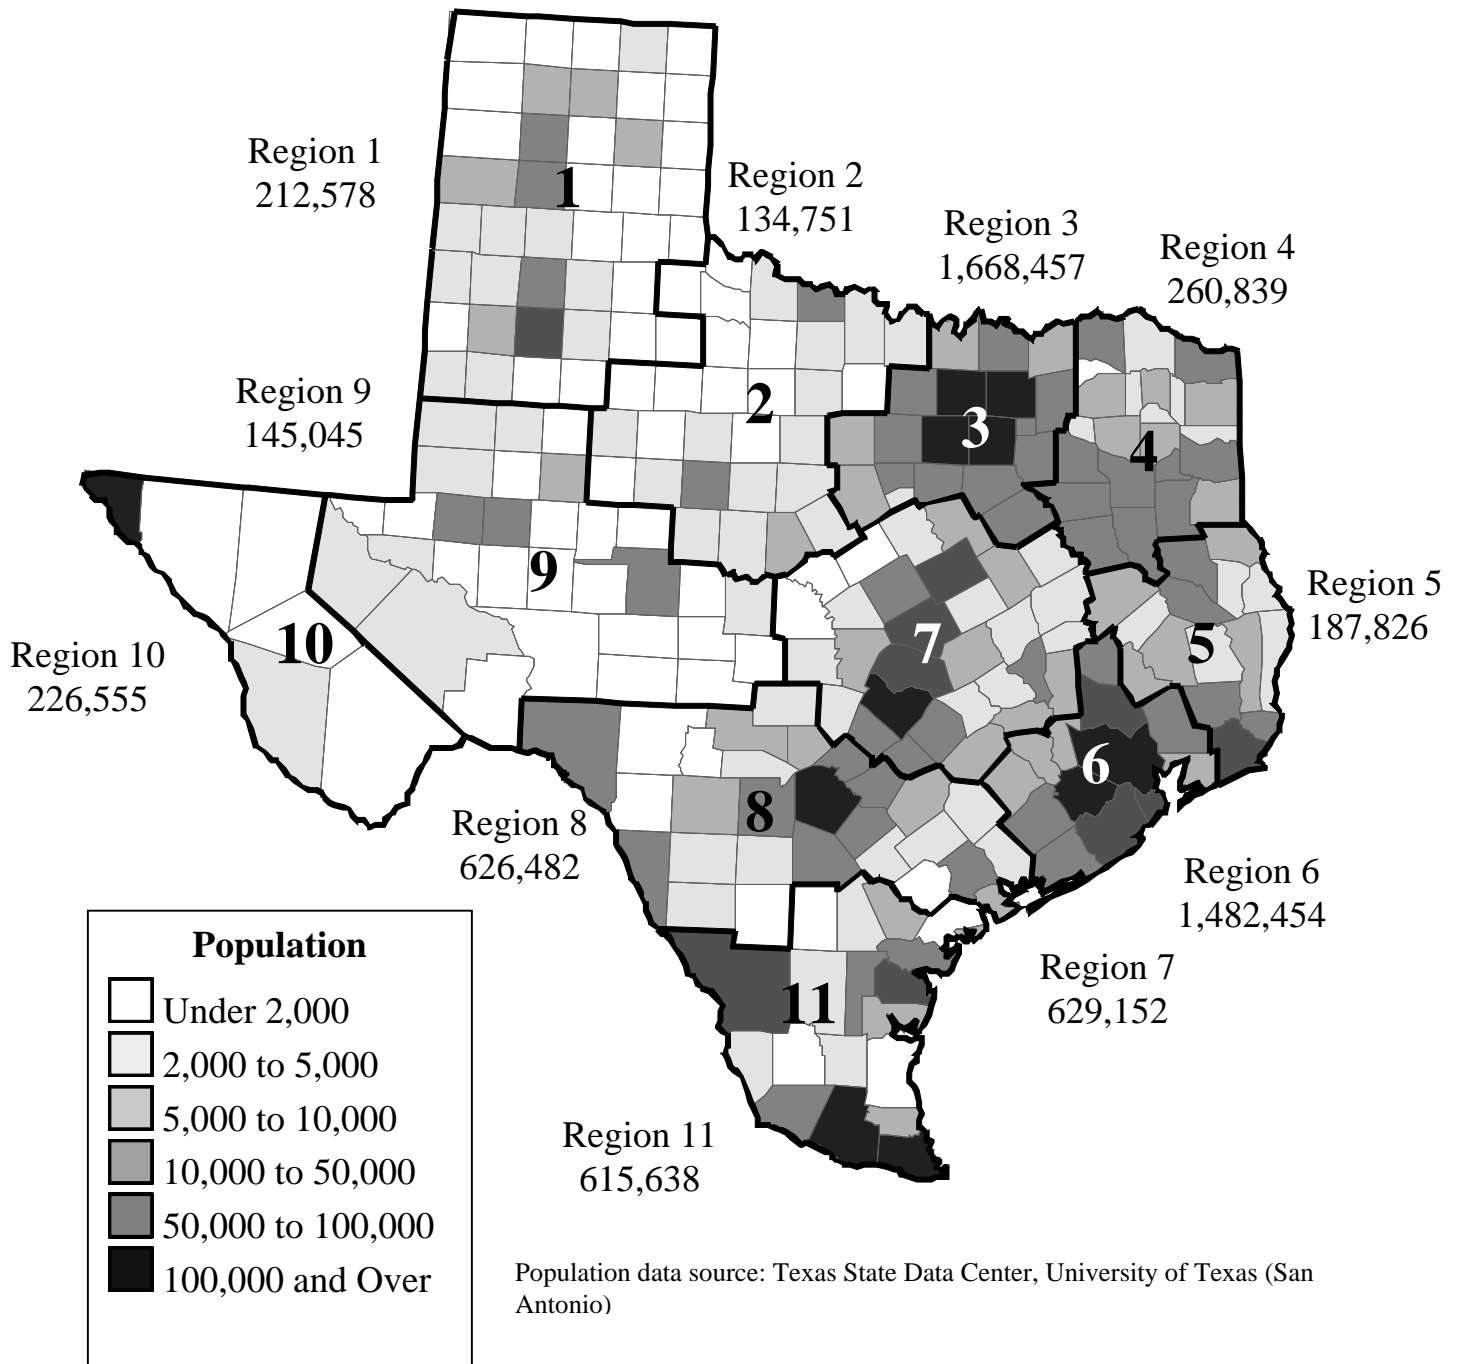 Region 1
212,578
Region 2
134,751
Region 3
1,668,457
Region 4
260,839
Region 9
145,045
Region 5
187,826
Region 10
226,555
Region 8
626,482
Region 6
1,482,454
Region 7
629,152
Region 11
615,638
1
2
3
4
9
10
7
5
6
8
11
Population
Under 2,000
2,000 to 5,000
5,000 to 10,000
10,000 to 50,000
50,000 to 100,000
100,000 and Over
Population data source: Texas State Data Center, University of Texas (San
Antonio)